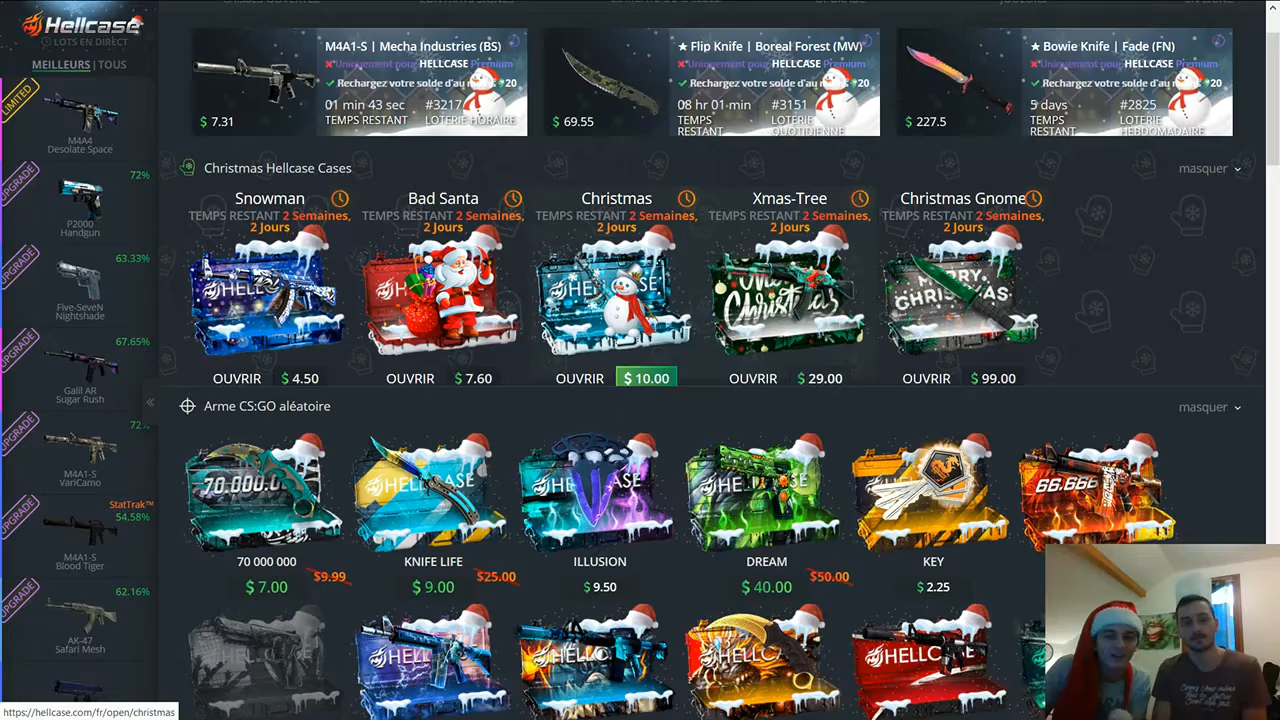 Hellcase
LOTS EN DIRECT
MEILLEURS | TOUS
LIMITED
M4A4
Desolate Space
UPGRADE
72%
P2000
Handgun
UPGRADE
63.33%
Five-SeveN
Nightshade
UPGRADE
67.65%
Galil AR
Sugar Rush
UPGRADE
72%
M4A1-S
VariCamo
UPGRADE
StatTrak™
54.58%
M4A1-S
Blood Tiger
UPGRADE
62.16%
AK-47
Safari Mesh
M4A1-S | Mecha Industries (BS)
Uniquement pour HELLCASE Premium
Rechargez votre solde d'au
20
$ 7.31
01 min 43 sec
TEMPS RESTANT
#3217
LOTERIE HORAIRE
★ Flip Knife | Boreal Forest (MW)
Uniquement pour HELLCASE Premium
Rechargez votre solde d'au
20
$ 69.55
08 hr 01 min
TEMPS
RESTANT
#3151
LOTERIE
QUOTIDIENNE
★ Bowie Knife | Fade (FN)
Uniquement pour HELLCASE Premium
Rechargez votre solde d'au
20
$ 227.5
5 days
TEMPS
RESTANT
#2825
LOTERIE
HEBDOMADAIRE
Christmas Hellcase Cases
masquer
Snowman
TEMPS RESTANT 2 Semaines,
2 Jours
OUVRIR $ 4.50
Bad Santa
TEMPS RESTANT 2 Semaines,
2 Jours
OUVRIR $ 7.60
Christmas
TEMPS RESTANT 2 Semaines,
2 Jours
OUVRIR $ 10.00
Xmas-Tree
TEMPS RESTANT 2 Semaines,
2 Jours
Christmas
OUVRIR $ 29.00
Christmas Gnome
TEMPS RESTANT 2 Semaines,
2 Jours
MERRY
CHRISTMAS
OUVRIR $ 99.00
Arme CS:GO aléatoire
masquer
70 000 000
$ 7.00
$9.99
KNIFE LIFE
$ 9.00
$25.00
ILLUSION
$ 9.50
DREAM
$ 40.00
$50.00
KEY
$ 2.25
66.666
https://hellcase.com/fr/open/christmas